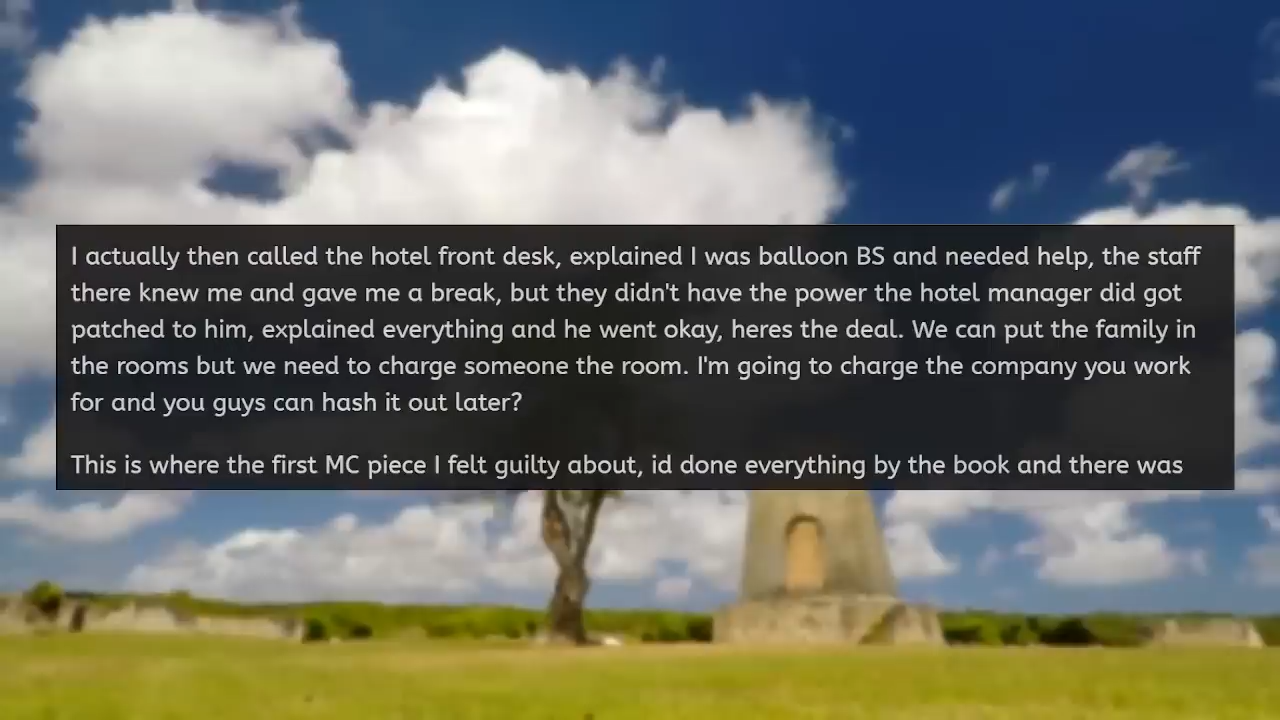 I actually then called the hotel front desk, explained I was balloon BS and needed help, the staff
there knew me and gave me a break, but they didn't have the power the hotel manager did got
patched to him, explained everything and he went okay, heres the deal. We can put the family in
the rooms but we need to charge someone the room. I'm going to charge the company you work
for and you guys can hash it out later?
This is where the first MC piece I felt guilty about, id done everything by the book and there was